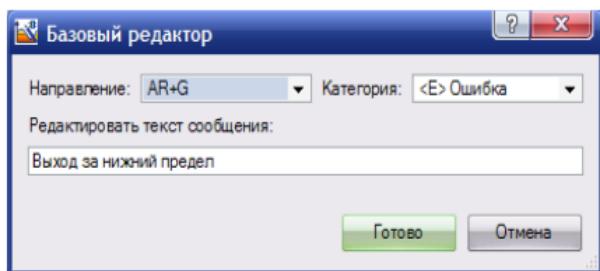 Базовый редактор
Направление: AR+G Категория: <E> Ошибка
Редактировать текст сообщения:
Выход за нижний предел
Готово Отмена